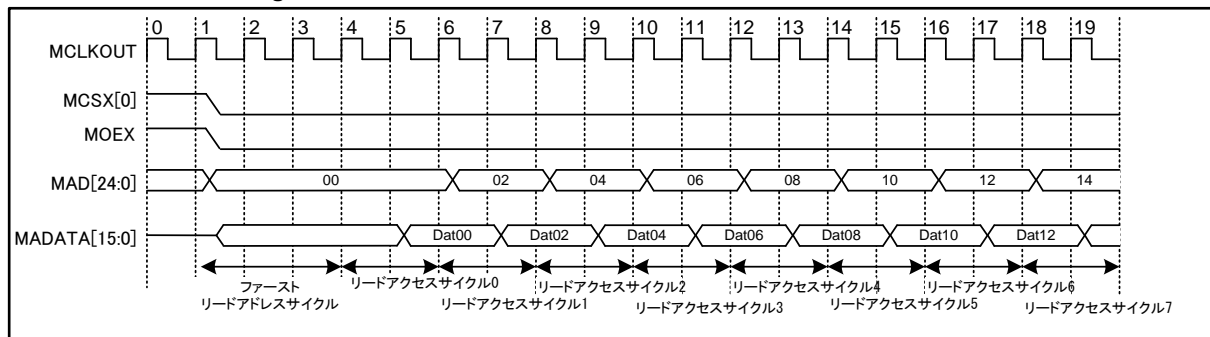 0 1 2 3 4 5 6 7 8 9 10 11 12 13 14 15 16 17 18 19
MCLKOUT
MCSX[0]
MOEX
MAD[24:0] 00 02 04 06 08 10 12 14
MADATA[15:0] Dat00 Dat02 Dat04 Dat06 Dat08 Dat10 Dat12
ファースト
リードアドレスサイクル
リードアクセスサイクル0
リードアクセスサイクル1
リードアクセスサイクル2
リードアクセスサイクル3
リードアクセスサイクル4
リードアクセスサイクル5
リードアクセスサイクル6
リードアクセスサイクル7